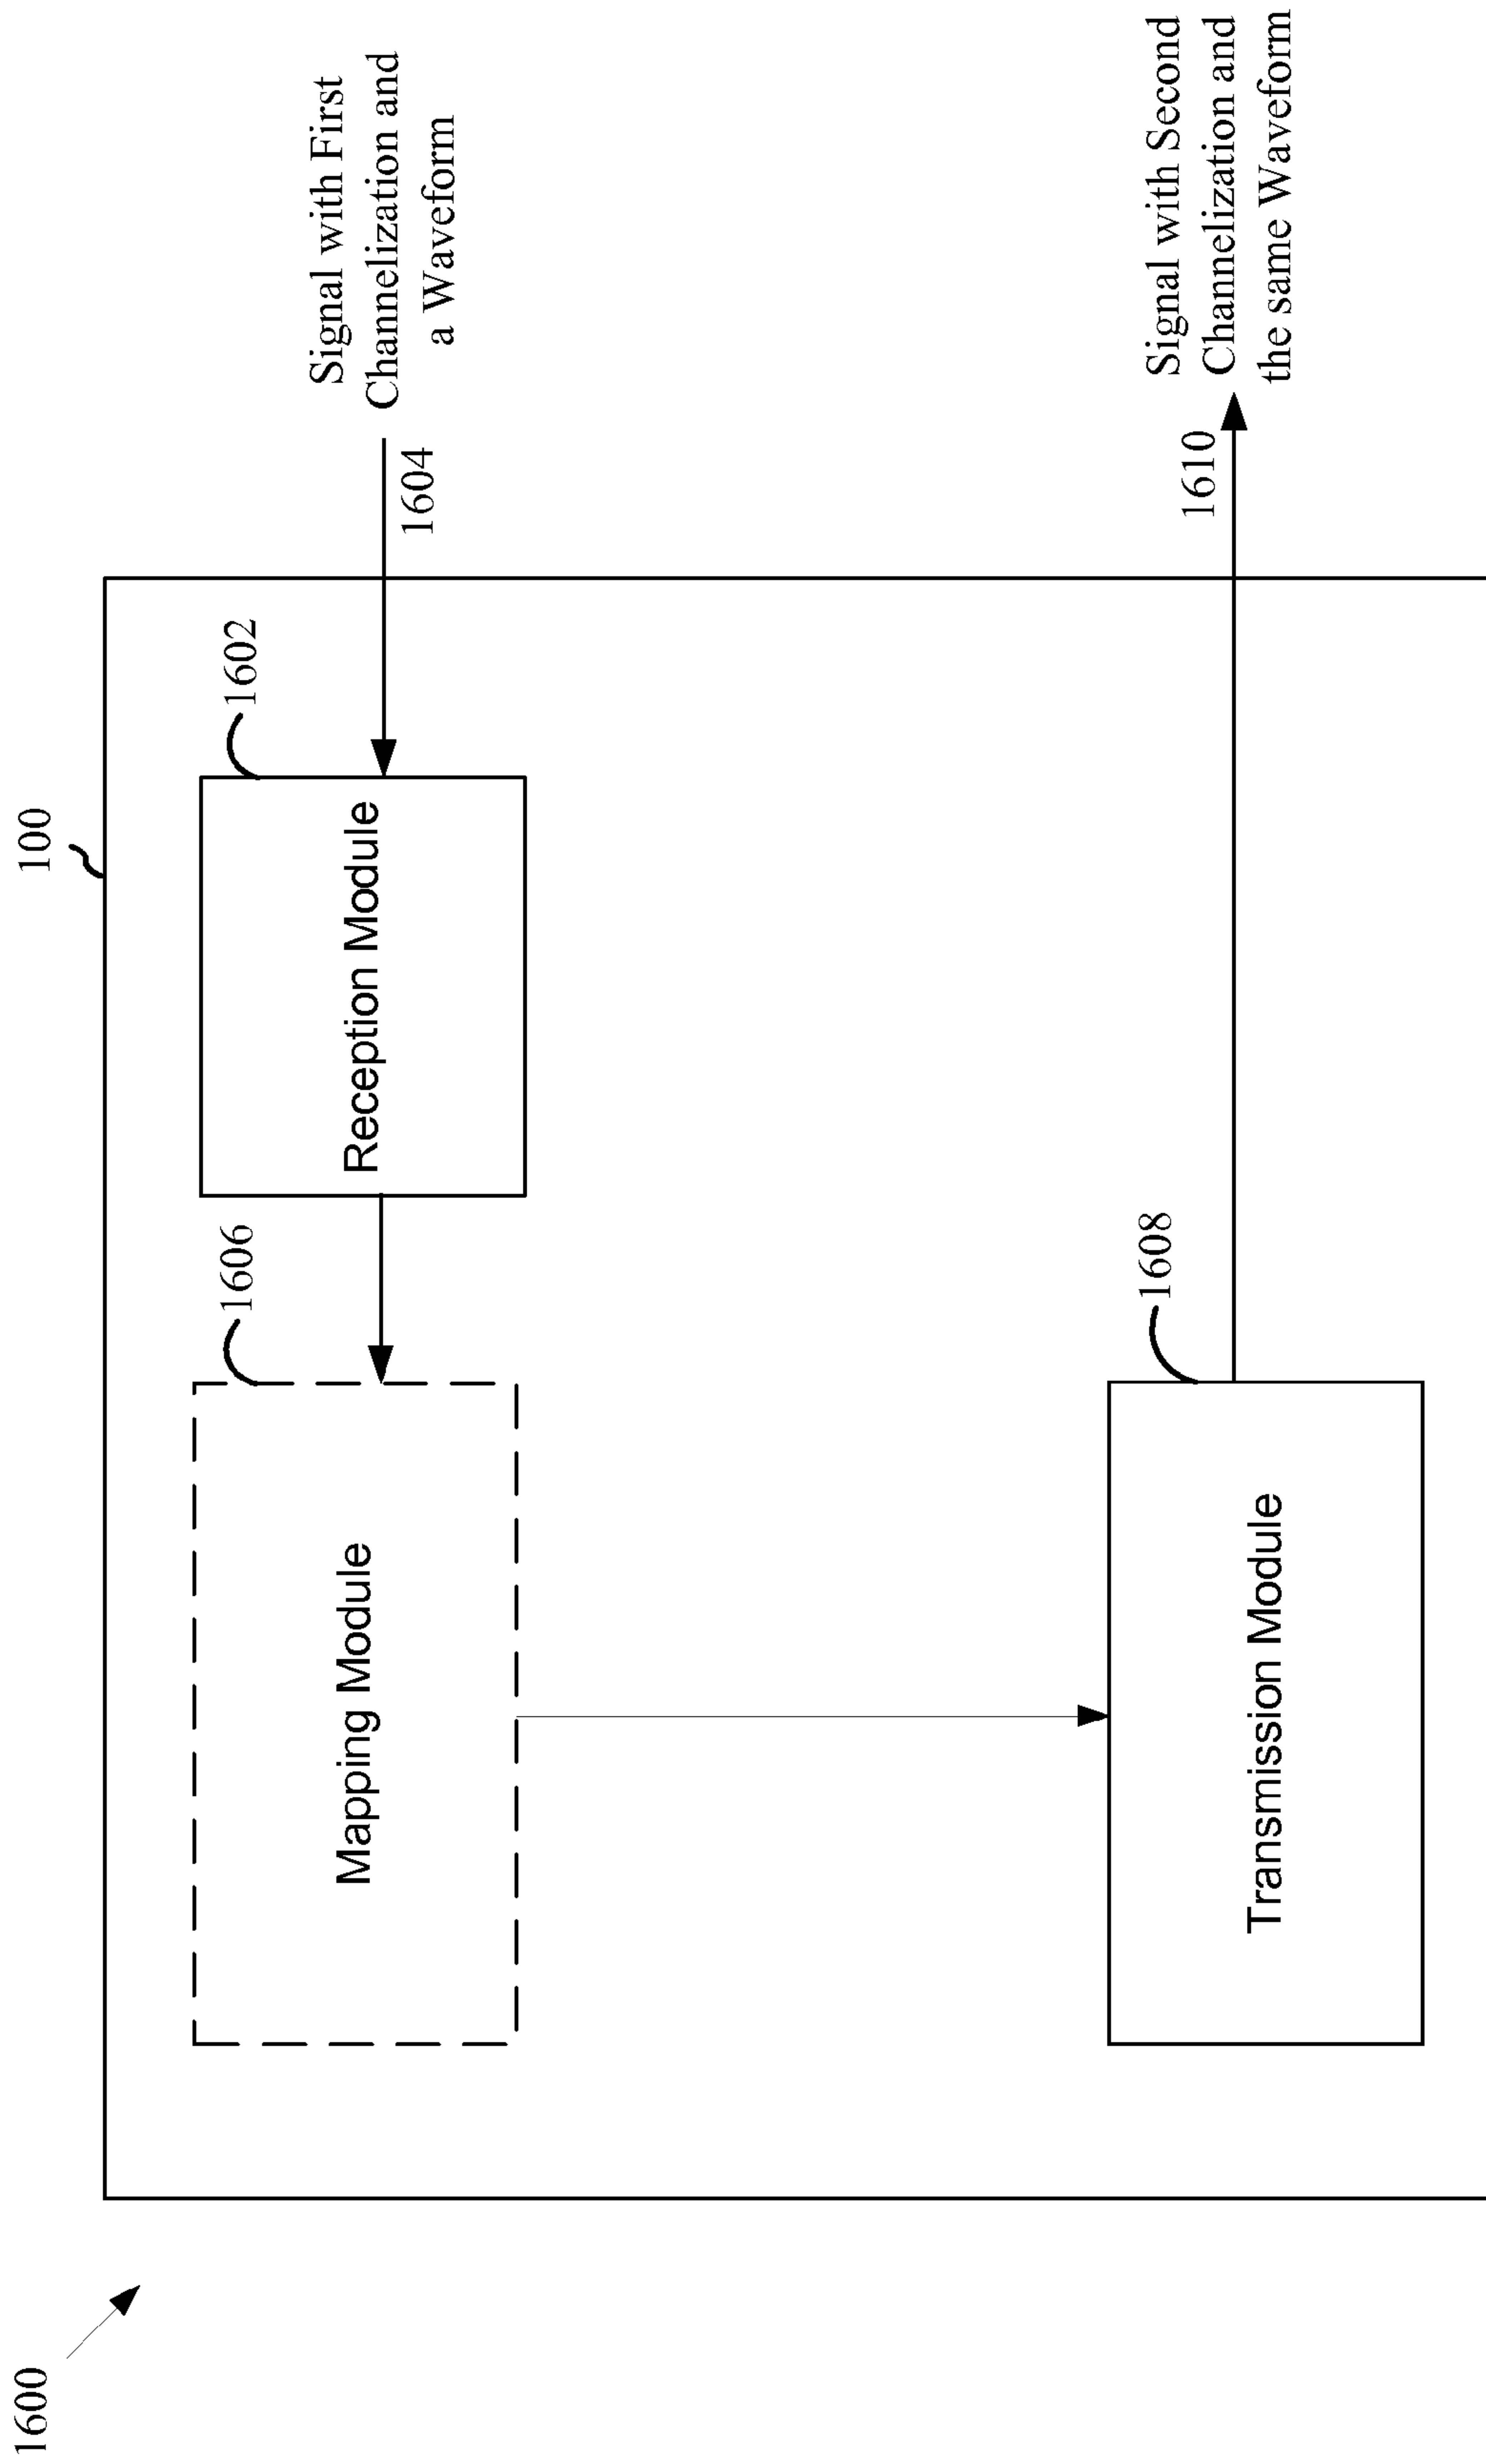 1600
100
1606
1602
Mapping Module
Reception Module
1604
Signal with First
Channelization and
a Waveform
1608
Transmission Module
1610
Signal with Second
Channelization and
the same Waveform